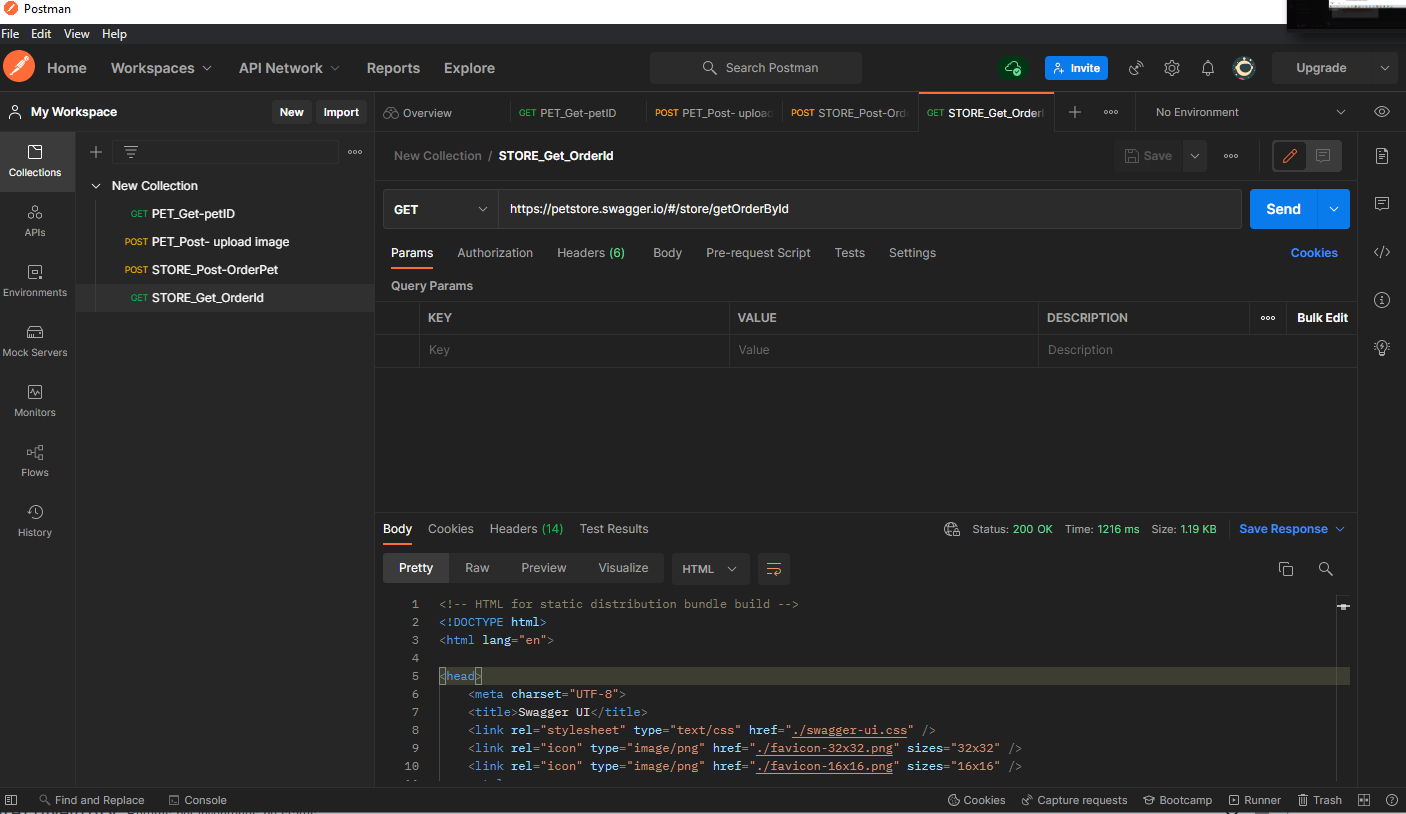 Postman
File Edit View Help
Home Workspaces API Network Reports Explore Search Postman Invite Upgrade
My Workspace New Import
Overview GET PET_Get-petID POST PET_Post- upload POST STORE_Post-Ord GET STORE_Get_OrderI No Environment
Collections
APIs
Environments
Mock Servers
Monitors
Flows
History
New Collection
GET PET_Get-petID
POST PET_Post- upload image
POST STORE_Post-OrderPet
GET STORE_Get_OrderId
New Collection / STORE_Get_OrderId Save
GET https://petstore.swagger.io/#/store/getOrderById Send
Params Authorization Headers (6) Body Pre-request Script Tests Settings Cookies
Query Params
KEY VALUE DESCRIPTION Bulk Edit
Key Value Description
Body Cookies Headers (14) Test Results Status: 200 OK Time: 1216 ms Size: 1.19 KB Save Response
Pretty Raw Preview Visualize HTML
1 <!-- HTML for static distribution bundle build -->
2 <!DOCTYPE html>
3 <html lang="en">
4
5 <head>
6 <meta charset="UTF-8">
7 <title>Swagger UI</title>
8 <link rel="stylesheet" type="text/css" href="./swagger-ui.css" />
9 <link rel="icon" type="image/png" href="./favicon-32x32.png" sizes="32x32" />
10 <link rel="icon" type="image/png" href="./favicon-16x16.png" sizes="16x16" />
Find and Replace Console Cookies Capture requests Bootcamp Runner Trash